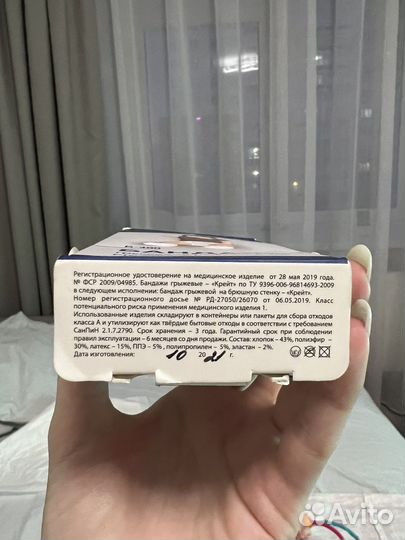 Б-400
Регистрационное удостоверение на медицинское изделие от 28 мая 2019 года.
№ ФСР 2009/04985. Бандажи грыжевые – «Крейт» по ТУ 9396-006-96814693-2009
в следующем исполнении: бандаж грыжевой на брюшную стенку – «Крейт».
Номер регистрационного досье № РД-27050/26070 от 06.05.2019. Класс
потенциального риска применения медицинского изделия 1.
Использованные изделия складируют в контейнеры или пакеты для сбора отходов
класса А и утилизируют как твёрдые бытовые отходы в соответствии с требованием
СанПиН 2.1.7.2790. Срок хранения – 3 года. Гарантийный срок при соблюдении
правил эксплуатации – 6 месяцев со дня продажи. Состав: хлопок – 43%, полиэфир –
30%, латекс – 15%, ППЭ – 5%, полипропилен – 5%, эластан – 2%.
Дата изготовления: 10 2021 г.
Avito